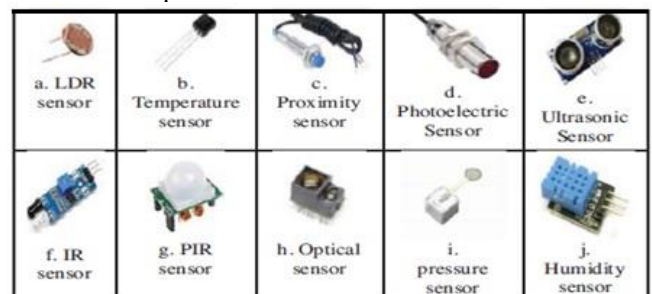 a. LDR
sensor
b.
Temperature
sensor
c.
Proximity
sensor
d.
Photoelectric
Sensor
e.
Ultrasonic
Sensor
f. IR
sensor
g. PIR
sensor
h. Optical
sensor
i.
pressure
sensor
j.
Humidity
sensor